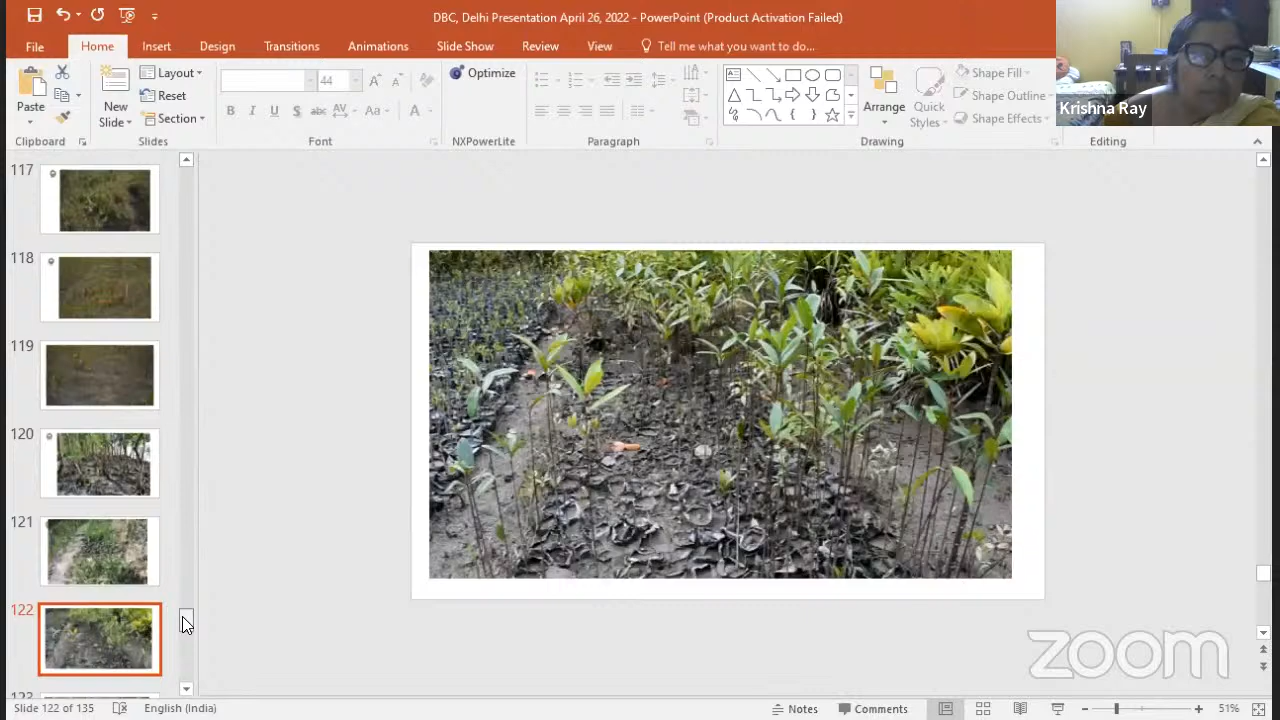 DBC, Delhi Presentation April 26, 2022 - PowerPoint (Product Activation Failed)
File Home Insert Design Transitions Animations Slide Show Review View Tell me what you want to do...
Krishna Ray
Paste
New
Slide
Layout
Reset
Section
44
B I U S abc AV Aa A
Optimize
Arrange
Quick
Styles
Shape Fill
Shape Outline
Shape Effects
Clipboard Slides Font NXPowerLite Paragraph Drawing Editing
117
118
119
120
121
122
zoom
Slide 122 of 135 English (India) Notes Comments 51%